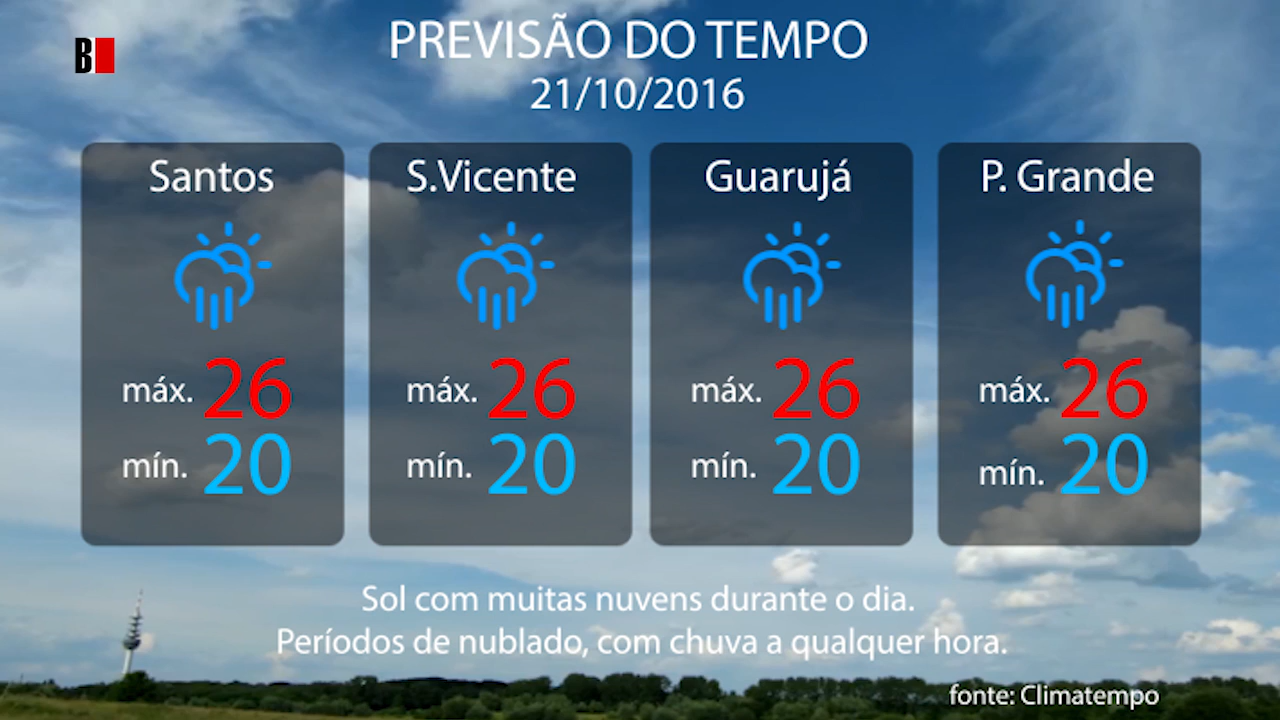 B
PREVISÃO DO TEMPO
21/10/2016
Santos
máx. 26
mín. 20
S.Vicente
máx. 26
mín. 20
Guarujá
máx. 26
mín. 20
P. Grande
máx. 26
mín. 20
Sol com muitas nuvens durante o dia.
Períodos de nublado, com chuva a qualquer hora.
fonte: Climatempo